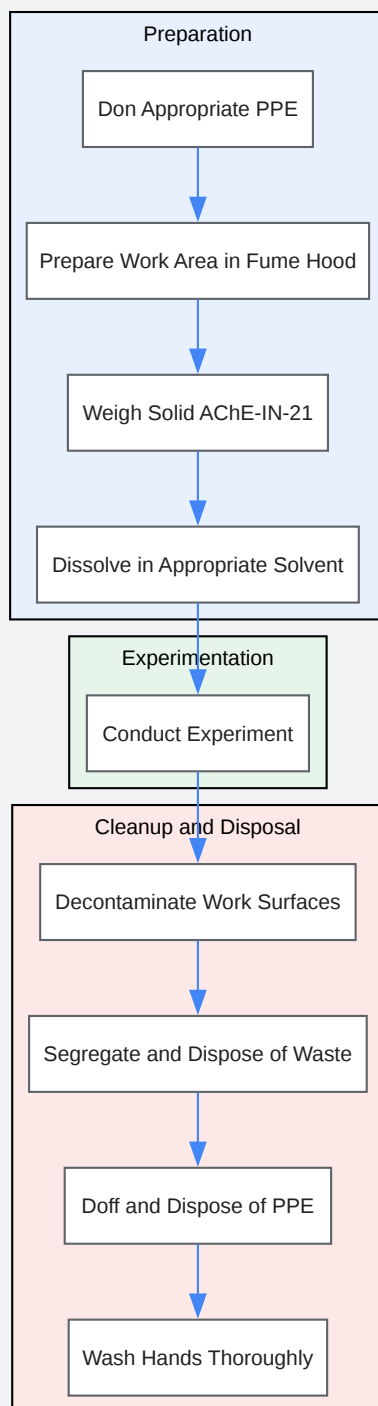 Preparation
Don Appropriate PPE
Prepare Work Area in Fume Hood
Weigh Solid AChE-IN-21
Dissolve in Appropriate Solvent
Experimentation
Conduct Experiment
Cleanup and Disposal
Decontaminate Work Surfaces
Segregate and Dispose of Waste
Doff and Dispose of PPE
Wash Hands Thoroughly